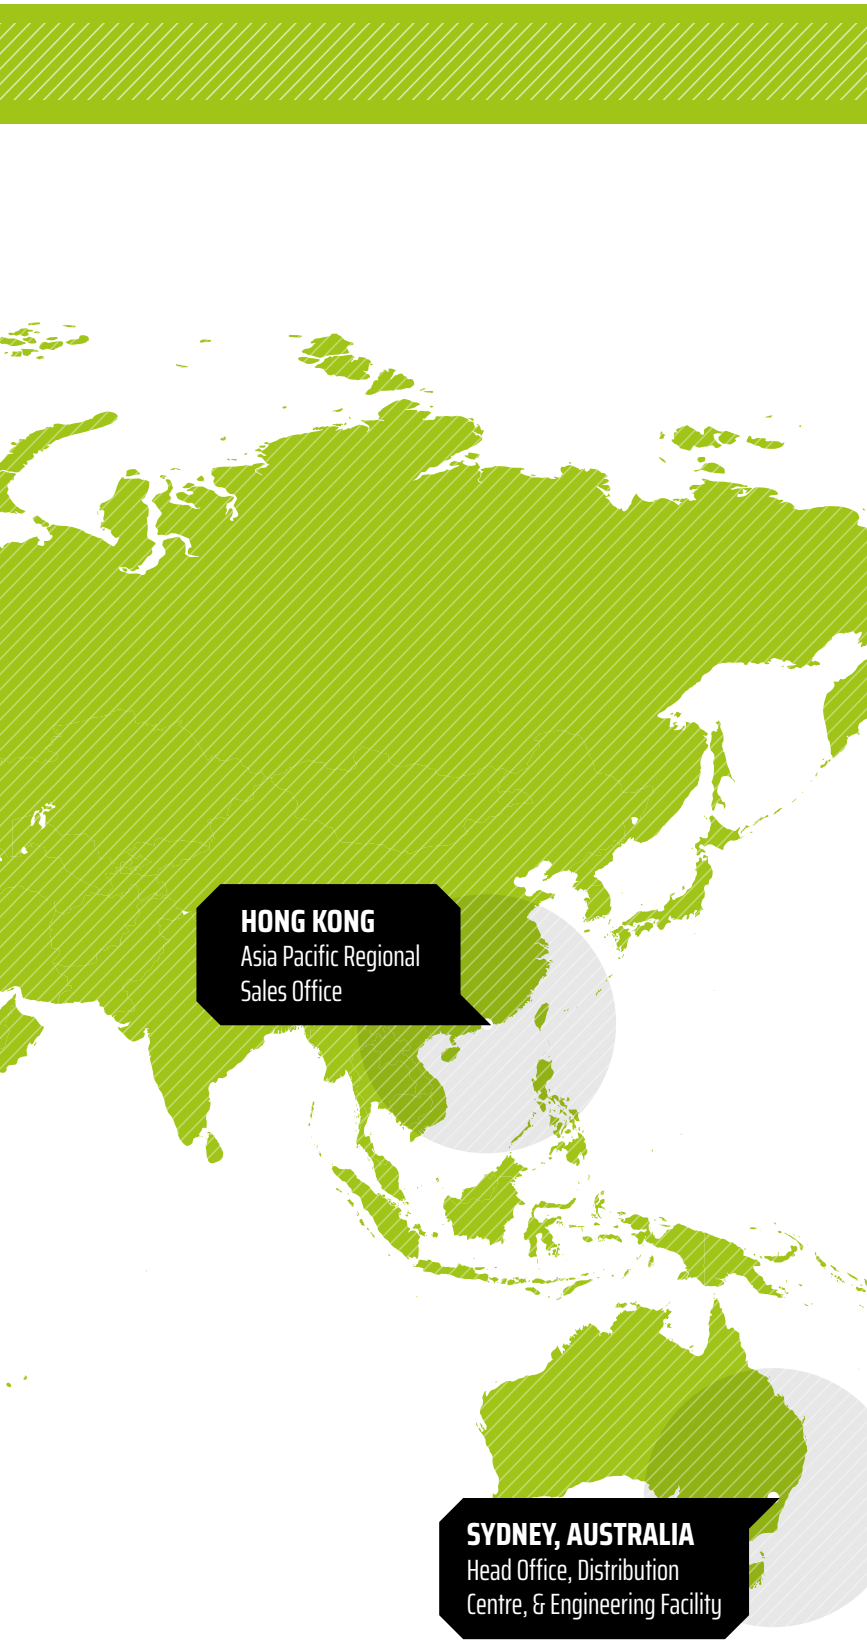 HONG KONG
Asia Pacific Regional
Sales Office
SYDNEY, AUSTRALIA
Head Office, Distribution
Centre, & Engineering Facility